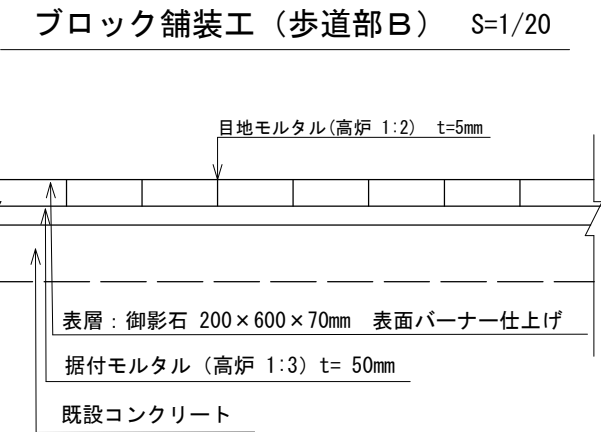 ブロック舗装工（歩道部Ｂ） S=1/20
目地モルタル(高炉 1:2) t=5mm
表層：御影石 200×600×70mm 表面バーナー仕上げ
据付モルタル（高炉 1:3）t= 50mm
既設コンクリート